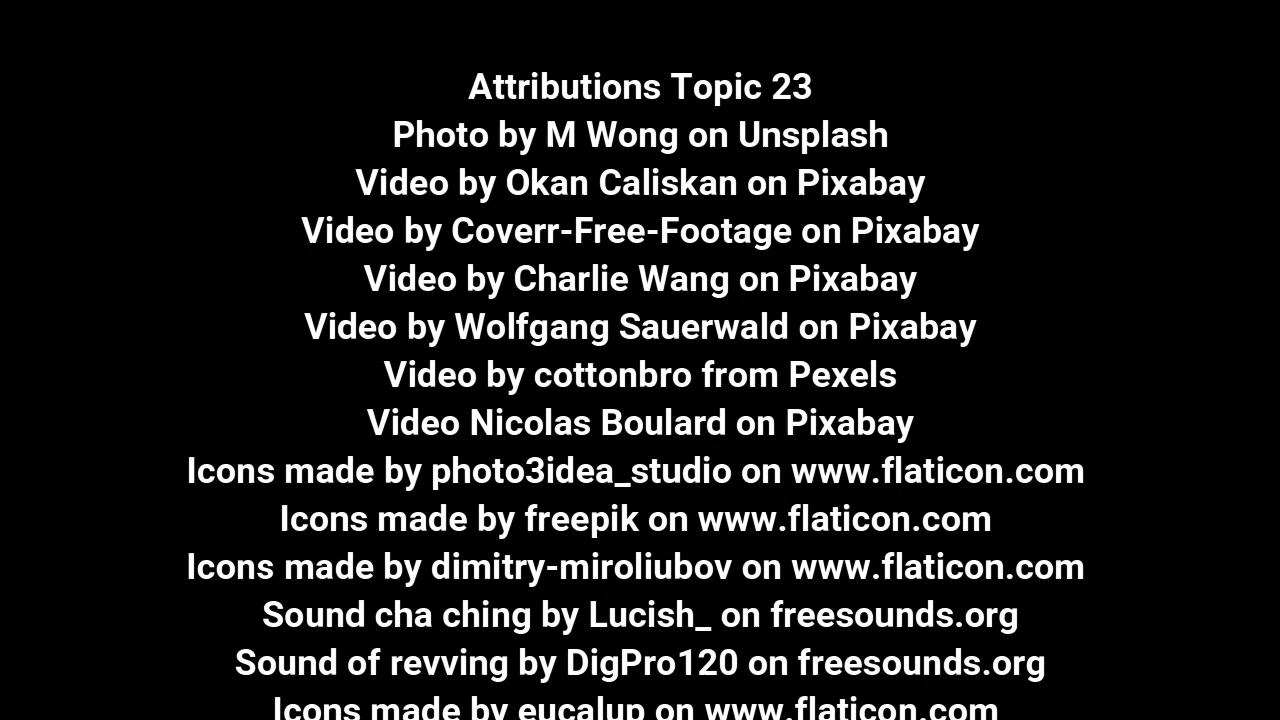 Attributions Topic 23
Photo by M Wong on Unsplash
Video by Okan Caliskan on Pixabay
Video by Coverr-Free-Footage on Pixabay
Video by Charlie Wang on Pixabay
Video by Wolfgang Sauerwald on Pixabay
Video by cottonbro from Pexels
Video Nicolas Boulard on Pixabay
Icons made by photo3idea_studio on www.flaticon.com
Icons made by freepik on www.flaticon.com
Icons made by dimitry-miroliubov on www.flaticon.com
Sound cha ching by Lucish_ on freesounds.org
Sound of revving by DigPro120 on freesounds.org
Icons made by eucalup on www.flaticon.com